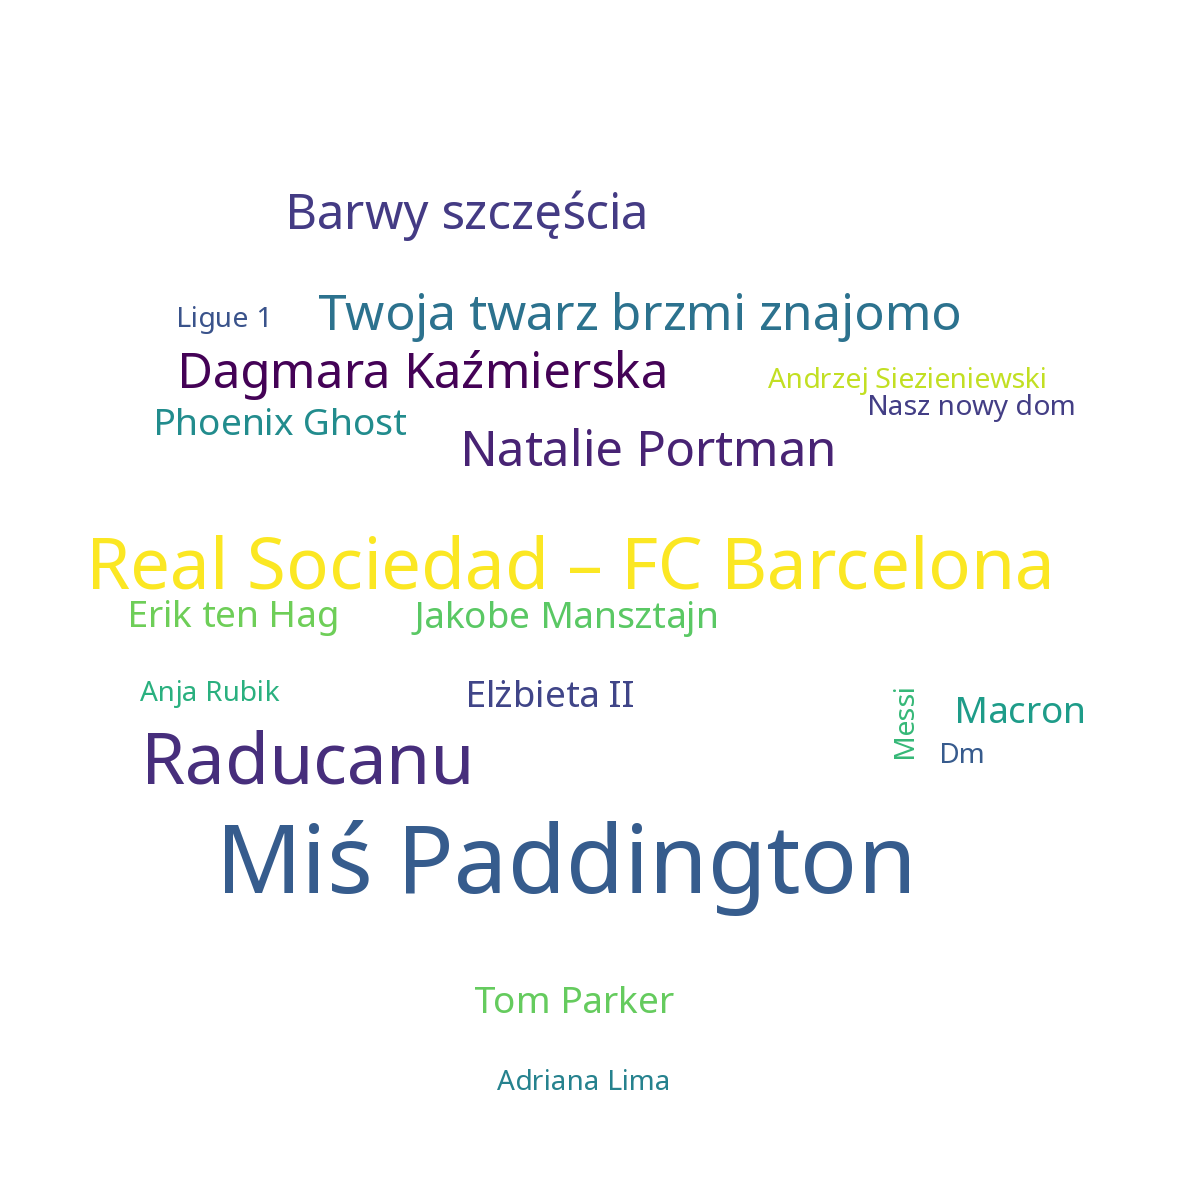 Barwy szczęścia
Ligue 1
Twoja twarz brzmi znajomo
Dagmara Kaźmierska
Andrzej Siezieniewski
Nasz nowy dom
Phoenix Ghost
Natalie Portman
Real Sociedad – FC Barcelona
Erik ten Hag
Jakobe Mansztajn
Anja Rubik
Elżbieta II
Messi
Macron
Dm
Raducanu
Miś Paddington
Tom Parker
Adriana Lima